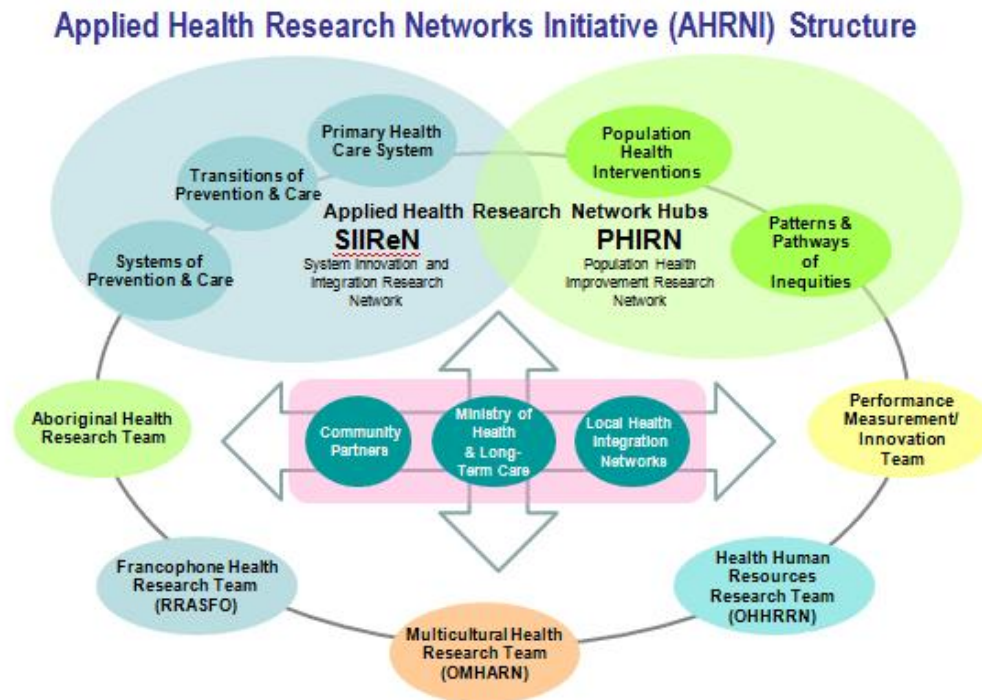 Applied Health Research Networks Initiative (AHRNI) Structure
Primary Health
Care System
Transitions of
Prevention & Care
Systems of
Prevention & Care
Population
Health
Interventions
Patterns &
Pathways
of
Inequities
Applied Health Research Network Hubs
SIIReN
System Innovation and
Integration Research
Network
PHIRN
Population Health
Improvement Research
Network
Community
Partners
Ministry of
Health
& Long-
Term Care
Local Health
Integration
Networks
Aboriginal Health
Research Team
Performance
Measurement/
Innovation
Team
Francophone Health
Research Team
(RRASFO)
Health Human
Resources
Research Team
(OHHRRN)
Multicultural Health
Research Team
(OMHARN)